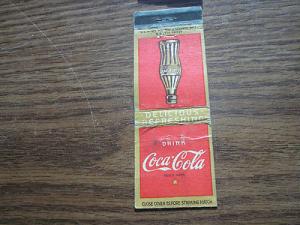 DELICIOUS
REFRESHING
DRINK
Coca-Cola
CLOSE COVER BEFORE STRIKING MATCH